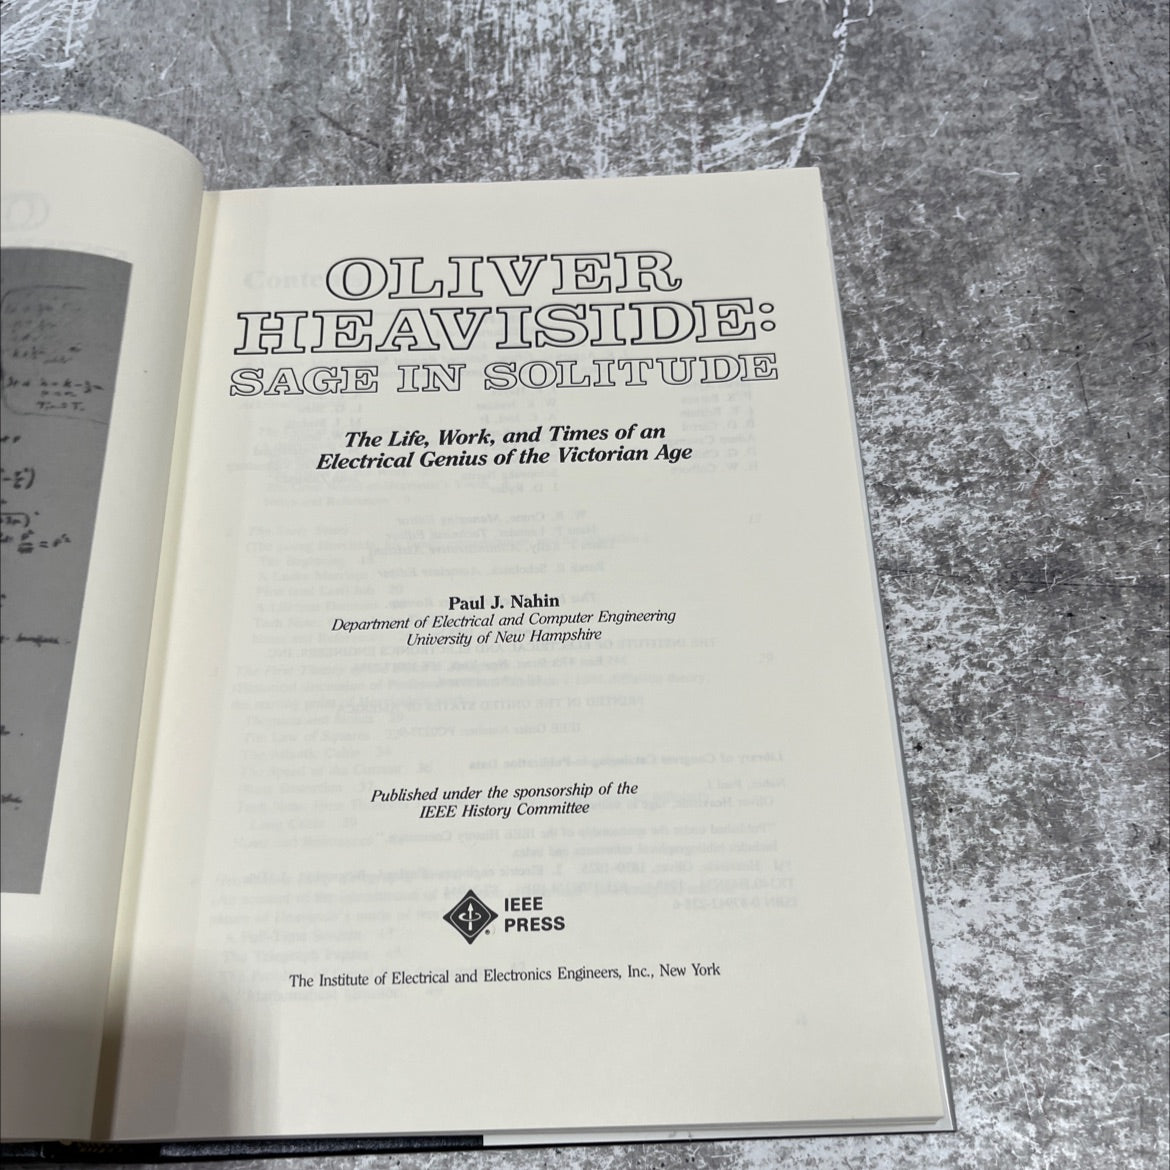 OLIVER
HEAVISIDE:
SAGE IN SOLITUDE
The Life, Work, and Times of an
Electrical Genius of the Victorian Age
Paul J. Nahin
Department of Electrical and Computer Engineering
University of New Hampshire
Published under the sponsorship of the
IEEE History Committee
IEEE
PRESS
The Institute of Electrical and Electronics Engineers, Inc., New York